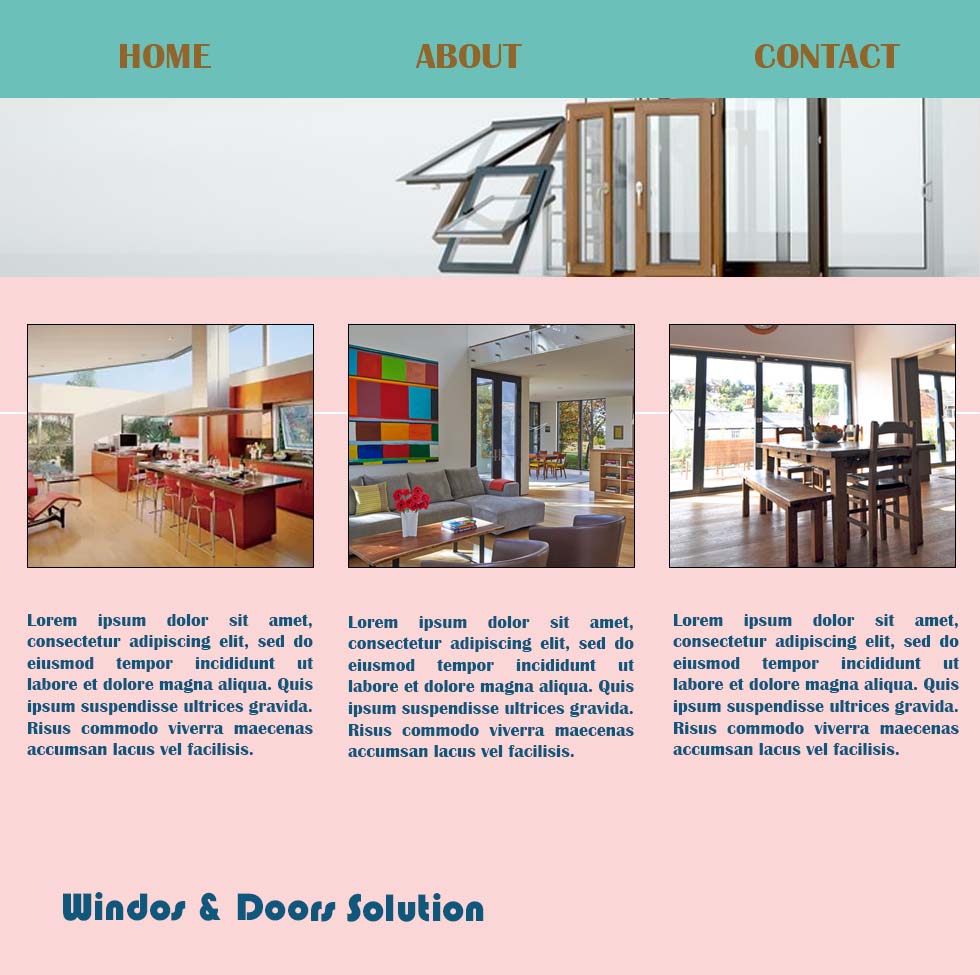 HOME ABOUT CONTACT
Lorem ipsum dolor sit amet,
consectetur adipiscing elit, sed do
eiusmod tempor incididunt ut
labore et dolore magna aliqua. Quis
ipsum suspendisse ultrices gravida.
Risus commodo viverra maecenas
accumsan lacus vel facilisis.
Lorem ipsum dolor sit amet,
consectetur adipiscing elit, sed do
eiusmod tempor incididunt ut
labore et dolore magna aliqua. Quis
ipsum suspendisse ultrices gravida.
Risus commodo viverra maecenas
accumsan lacus vel facilisis.
Lorem ipsum dolor sit amet,
consectetur adipiscing elit, sed do
eiusmod tempor incididunt ut
labore et dolore magna aliqua. Quis
ipsum suspendisse ultrices gravida.
Risus commodo viverra maecenas
accumsan lacus vel facilisis.
Windos & Doors Solution